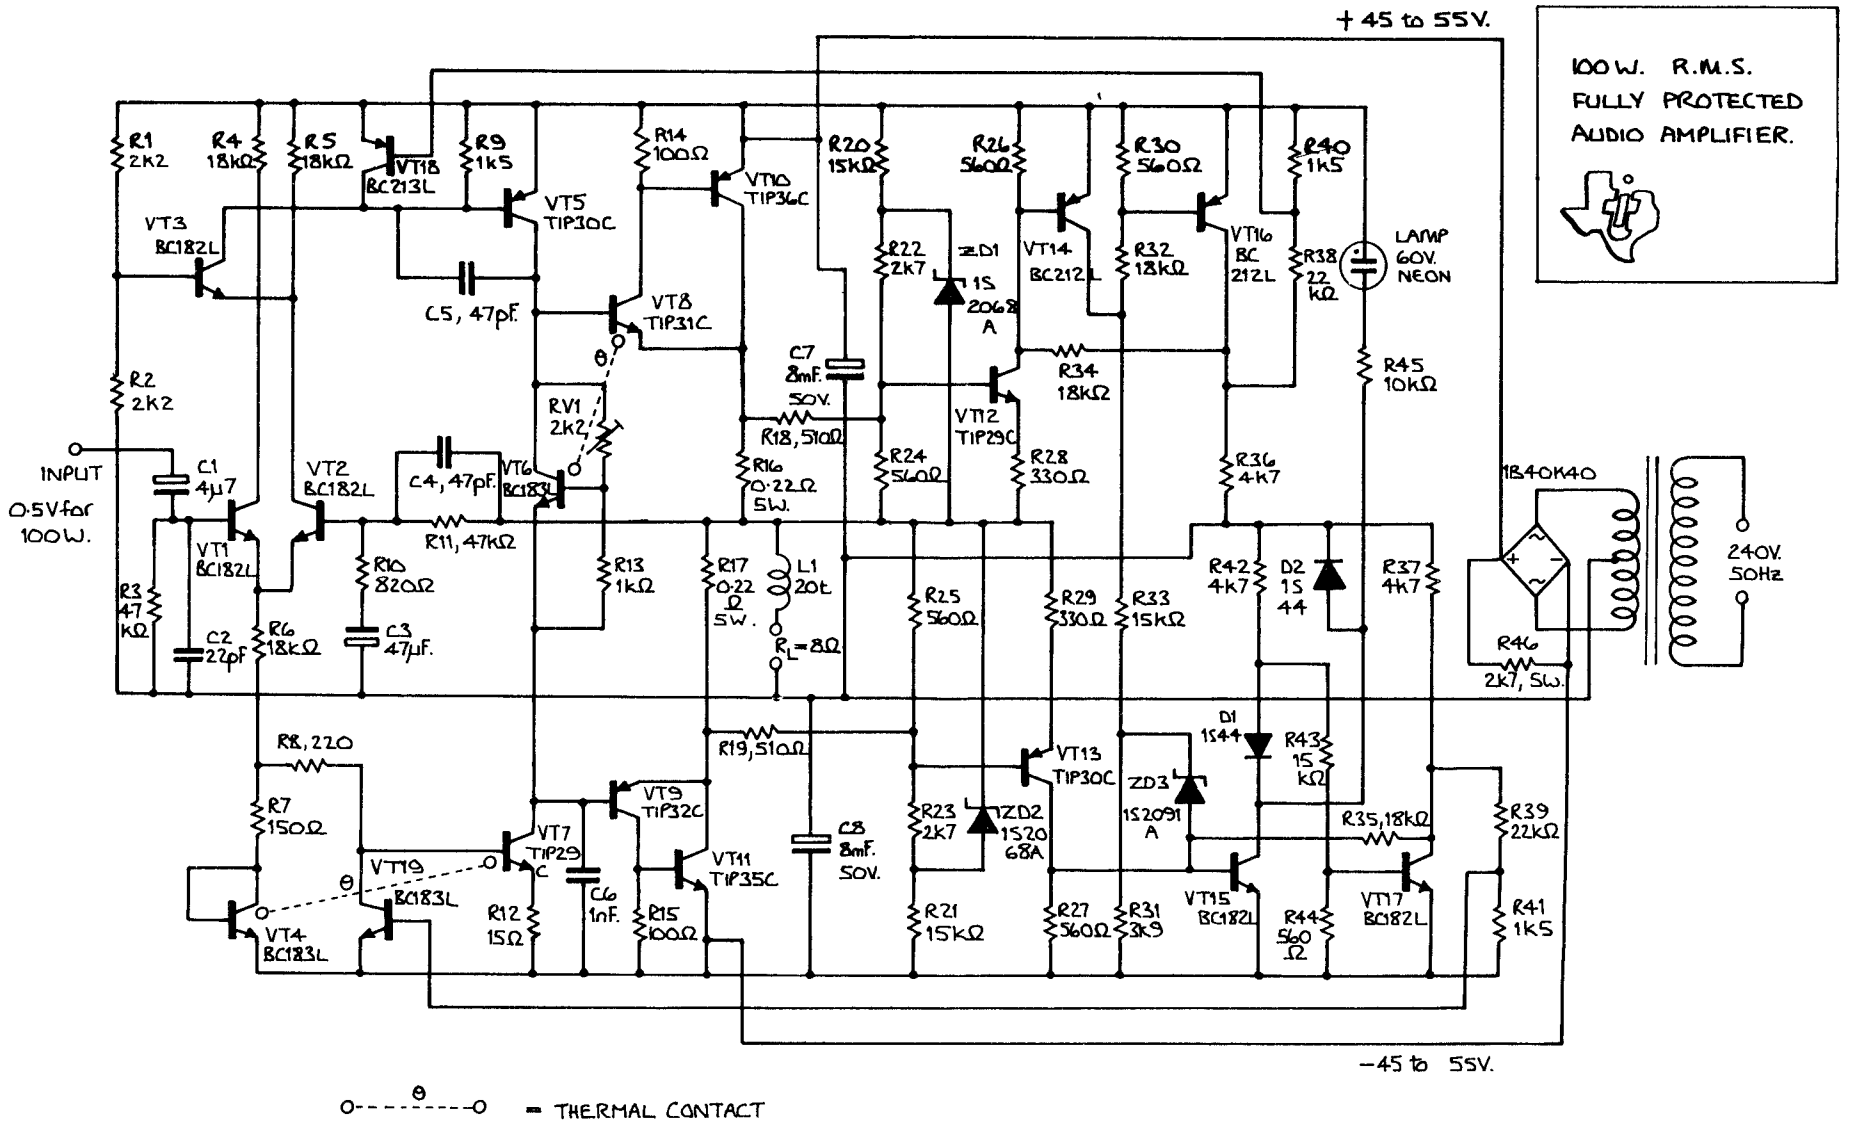 + 45 to 55V.
100W. R.M.S.
FULLY PROTECTED
AUDIO AMPLIFIER.
R1
2k2
R4
18kΩ
R5
18kΩ
VT18
BC213L
R9
1k5
R14
100Ω
VT10
TIP36C
R20
15kΩ
R26
560Ω
R30
560Ω
R40
1k5
VT3
BC182L
VT5
TIP30C
R22
2k7
ZD1
1S
2068
A
VT14
BC212L
R32
18kΩ
VT16
BC
212L
R38
22
kΩ
LAMP
60V.
NEON
C5, 47pF.
VT8
TIP31C
θ
R2
2k2
RV1
2k2
C7
8mF.
50V.
R18, 510Ω
VT12
TIP29C
R34
18kΩ
R45
10kΩ
INPUT
0.5V for
100W.
C1
4µ7
VT2
BC182L
C4, 47pF.
VT6
BC183L
R16
0.22Ω
5W.
R24
560Ω
R28
330Ω
R36
4k7
1B40K40
VT1
BC182L
R11, 47kΩ
R3
47
kΩ
C2
22pF
R6
18kΩ
R10
820Ω
C3
47µF.
R13
1kΩ
R17
0.22
Ω
5W.
L1
20t
RL=8Ω
R25
560Ω
R29
330Ω
R33
15kΩ
R42
4k7
D2
1S
44
R37
4k7
+
~
-
~
240V.
50Hz
R46
2k7, 5W.
R8, 220
R7
150Ω
R19, 510Ω
VT13
TIP30C
ZD3
1S2091
A
D1
1S44
R43
15
kΩ
R35, 18kΩ
R39
22kΩ
VT9
TIP32C
VT7
TIP29
C
VT19
BC183L
θ
VT4
BC183L
R12
15Ω
C6
1nF.
R15
100Ω
VT11
TIP35C
C8
8mF.
50V.
R23
2k7
ZD2
1S20
68A
R21
15kΩ
R27
560Ω
R31
3k9
VT15
BC182L
R44
560
Ω
VT17
BC182L
R41
1k5
-45 to 55V.
θ
= THERMAL CONTACT